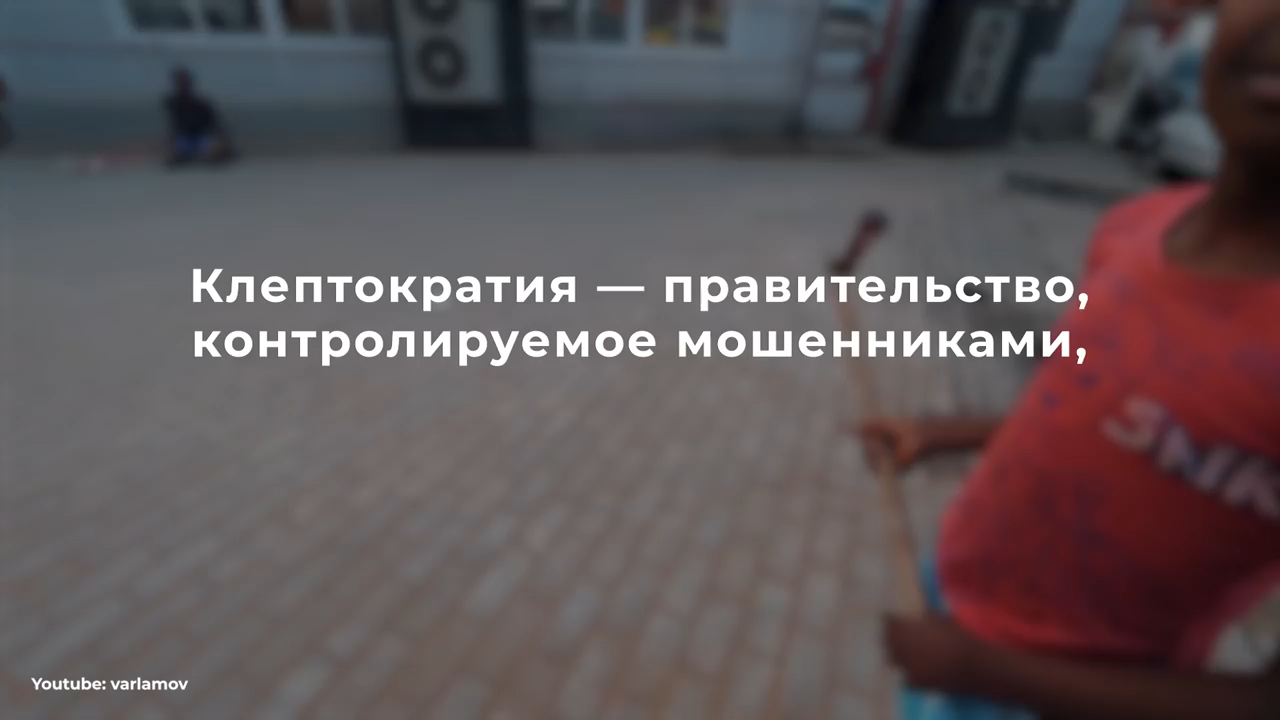 Клептократия — правительство,
контролируемое мошенниками,
Youtube: varlamov